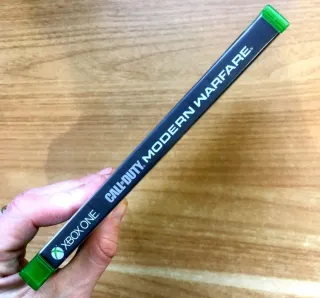 XBOX ONE CALL OF DUTY. MODERN WARFARE.